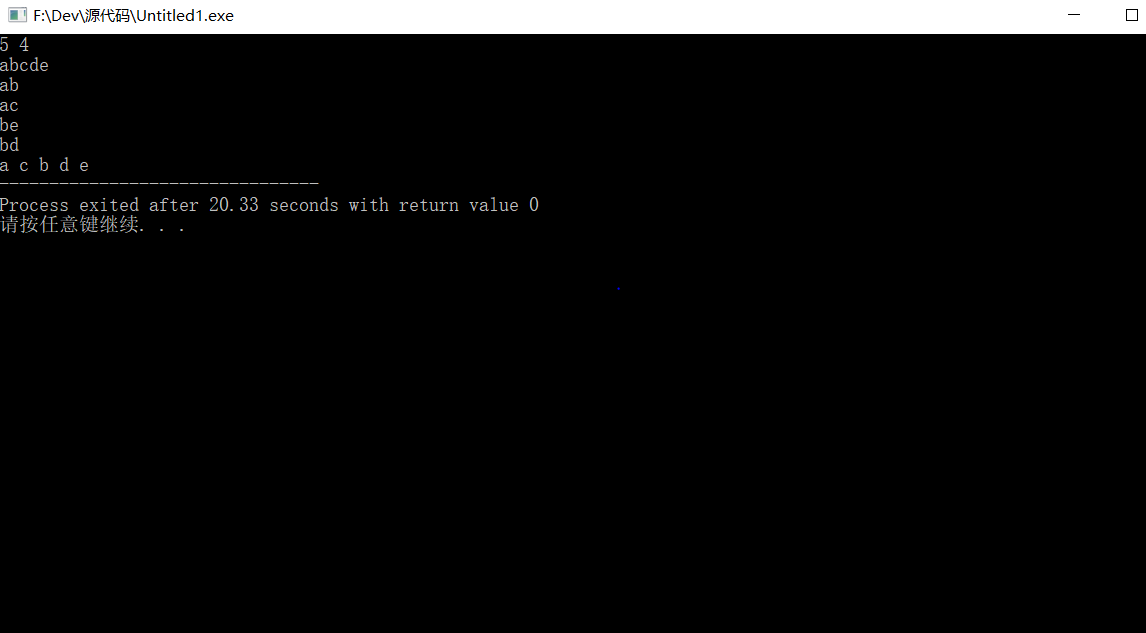 F:\Dev\源代码\Untitled1.exe
5 4
abcde
ab
ac
be
bd
a c b d e
--------------------------------
Process exited after 20.33 seconds with return value 0
请按任意键继续. . .